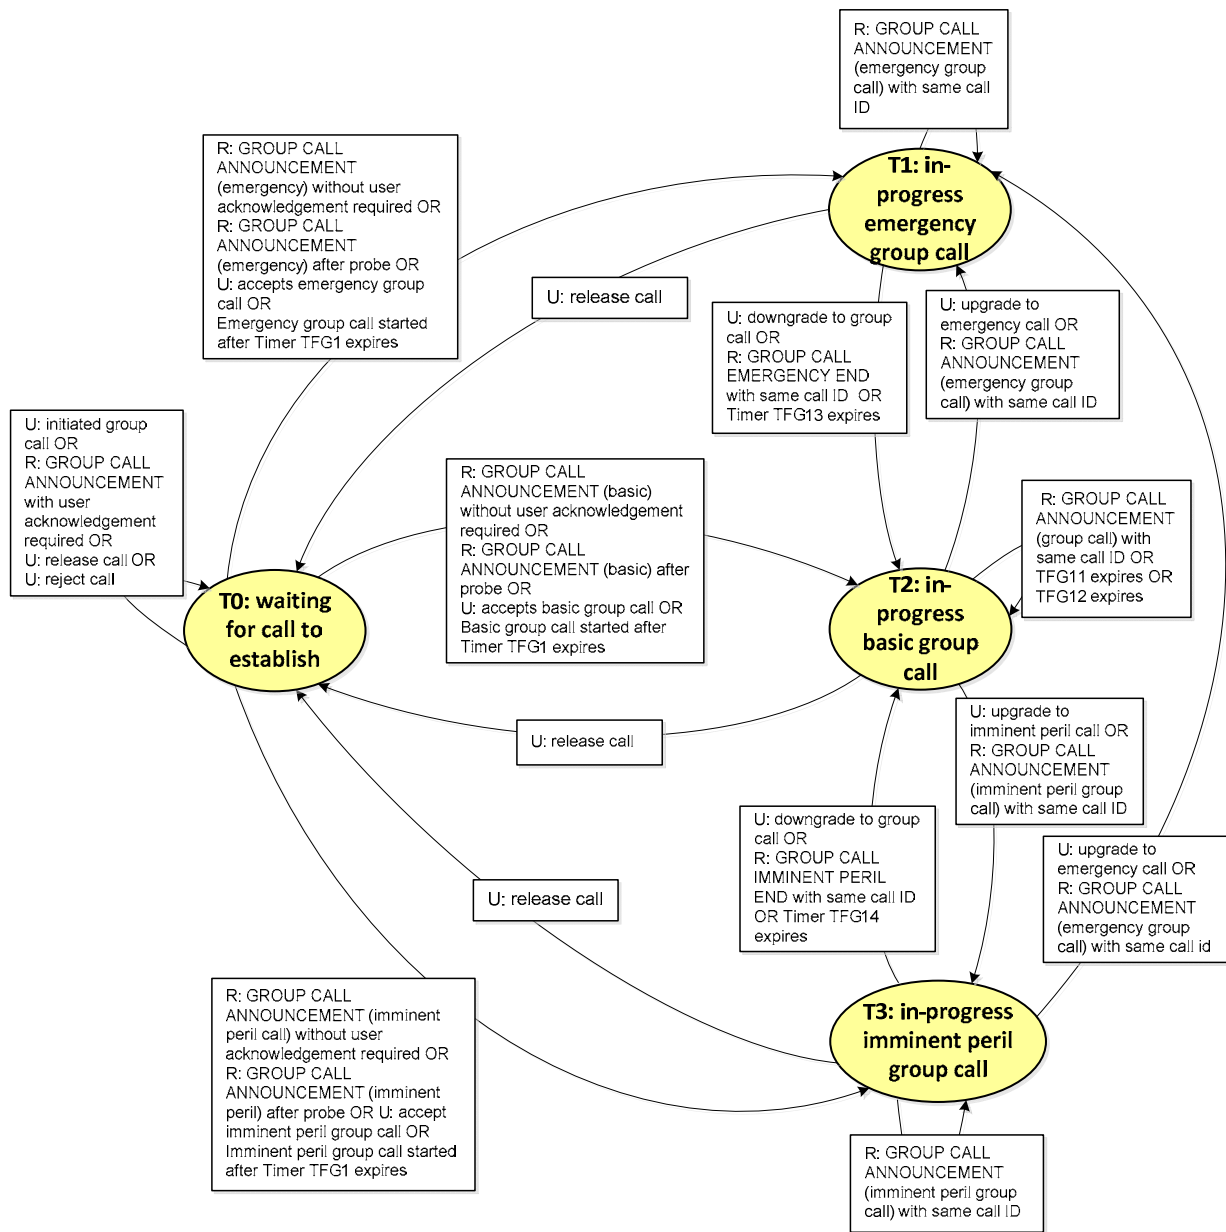 R: GROUP CALL
ANNOUNCEMENT
(emergency group
call) with same call
ID
R: GROUP CALL
ANNOUNCEMENT
(emergency) without user
acknowledgement required OR
R: GROUP CALL
ANNOUNCEMENT
(emergency) after probe OR
U: accepts emergency group
call OR
Emergency group call started
after Timer TFG1 expires
T1: in-
progress
emergency
group call
U: release call
U: downgrade to group
call OR
R: GROUP CALL
EMERGENCY END
with same call ID OR
Timer TFG13 expires
U: upgrade to
emergency call OR
R: GROUP CALL
ANNOUNCEMENT
(emergency group
call) with same call ID
U: initiated group
call OR
R: GROUP CALL
ANNOUNCEMENT
with user
acknowledgement
required OR
U: release call OR
U: reject call
R: GROUP CALL
ANNOUNCEMENT (basic)
without user acknowledgement
required OR
R: GROUP CALL
ANNOUNCEMENT (basic) after
probe OR
U: accepts basic group call OR
Basic group call started after
Timer TFG1 expires
R: GROUP CALL
ANNOUNCEMENT
(group call) with
same call ID OR
TFG11 expires OR
TFG12 expires
T0: waiting
for call to
establish
T2: in-
progress
basic group
call
U: release call
U: upgrade to
imminent peril call OR
R: GROUP CALL
ANNOUNCEMENT
(imminent peril group
call) with same call ID
U: downgrade to group
call OR
R: GROUP CALL
IMMINENT PERIL
END with same call ID
OR Timer TFG14
expires
U: upgrade to
emergency call OR
R: GROUP CALL
ANNOUNCEMENT
(emergency group
call) with same call id
U: release call
R: GROUP CALL
ANNOUNCEMENT (imminent
peril call) without user
acknowledgement required OR
R: GROUP CALL
ANNOUNCEMENT (imminent
peril) after probe OR U: accept
imminent peril group call OR
Imminent peril group call started
after Timer TFG1 expires
T3: in-progress
imminent peril
group call
R: GROUP CALL
ANNOUNCEMENT
(imminent peril group
call) with same call ID